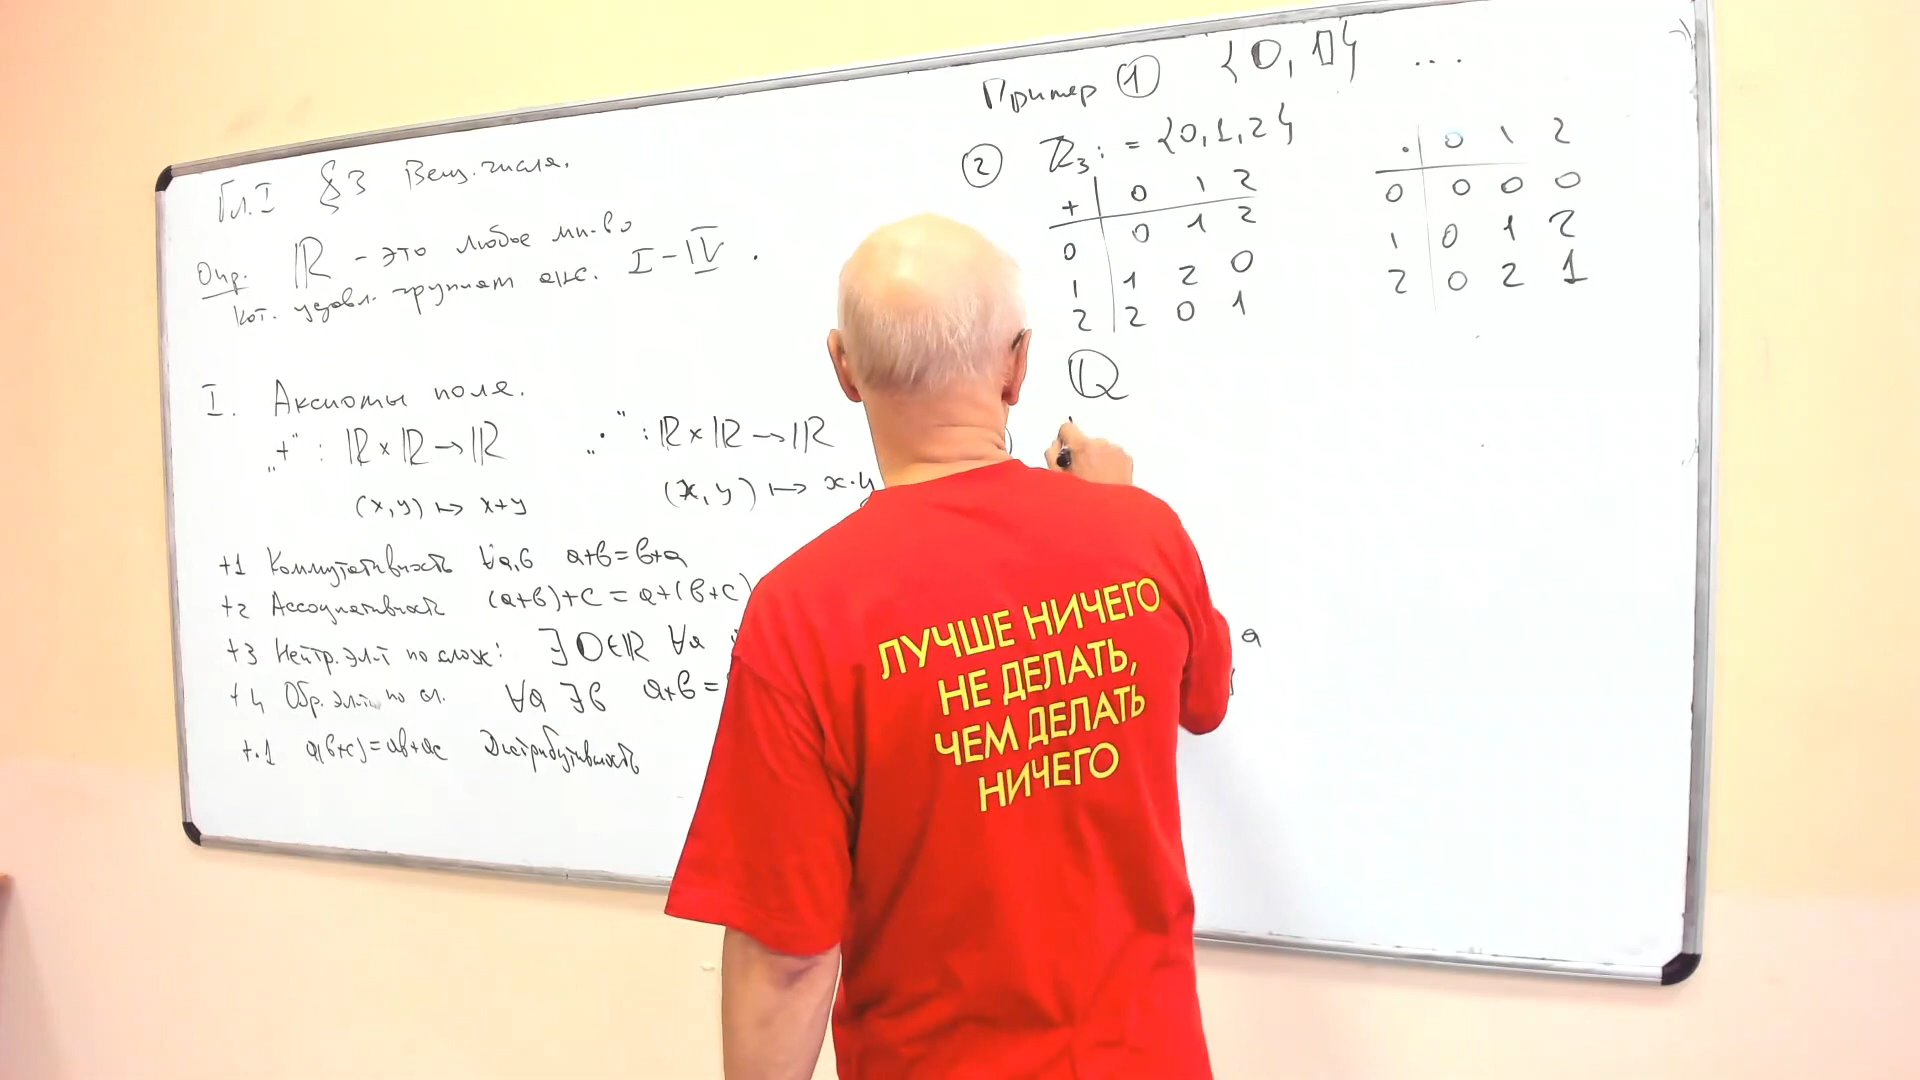 Гл. I §3 Вещ. числа.
Опр. ℝ - это любое мн-во
кот. удовл. группам акс. I-IV.
I. Аксиомы поля.
„+": ℝ×ℝ→ℝ „·": ℝ×ℝ→ℝ
(x,y)↦x+y (x,y)↦x·y
+1 Коммутативность ∀a,b a+b=b+a
+2 Ассоциативность (a+b)+c=a+(b+c)
+3 Нейтр. эл-т по слож: ∃0∈ℝ ∀a
+4 Обр. эл-т по сл. ∀a ∃b a+b=
+.1 a(b+c)=ab+ac Дистрибутивность
Пример ① {0,1} ...
② ℤ₃:={0,1,2}
+ 0 1 2
0 0 1 2
1 1 2 0
2 2 0 1
· 0 1 2
0 0 0 0
1 0 1 2
2 0 2 1
ℚ
a
ЛУЧШЕ НИЧЕГО
НЕ ДЕЛАТЬ,
ЧЕМ ДЕЛАТЬ
НИЧЕГО